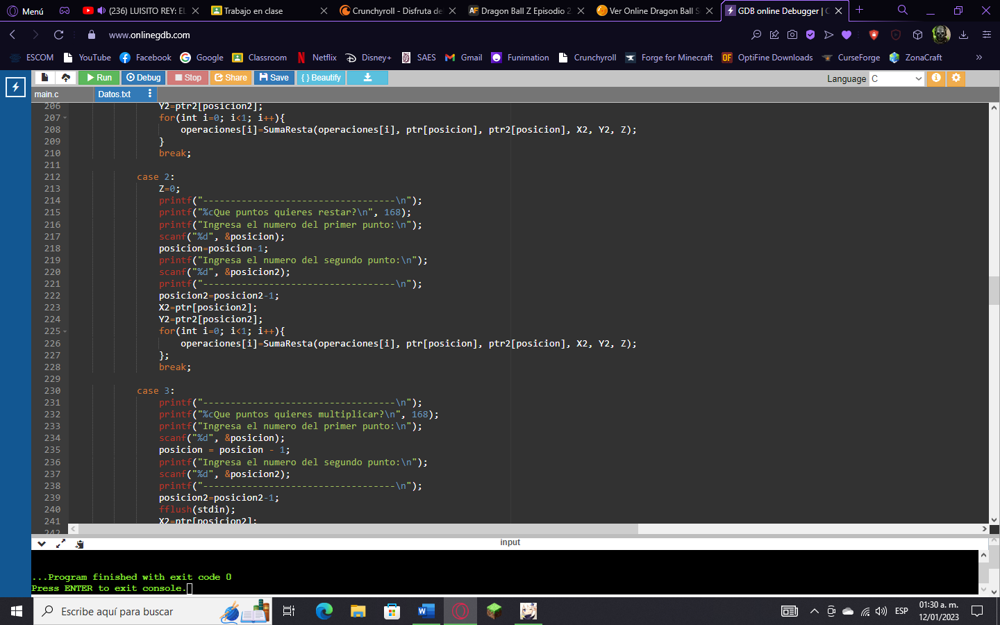 Menú
(236) LUISITO REY: EL
Trabajo en clase
Crunchyroll - Disfruta de
Dragon Ball Z Episodio 2
Ver Online Dragon Ball S
GDB online Debugger | C
www.onlinegdb.com
ESCOM YouTube Facebook Google Classroom Netflix Disney+ SAES Gmail Funimation Crunchyroll Forge for Minecraft OptiFine Downloads CurseForge ZonaCraft »
Run Debug Stop Share Save { } Beautify Language C
main.c Datos.txt
206 Y2=ptr2[posicion2];
207 for(int i=0; i<1; i++){
208 operaciones[i]=SumaResta(operaciones[i], ptr[posicion], ptr2[posicion], X2, Y2, Z);
209 }
210 break;
211
212 case 2:
213 Z=0;
214 printf("-----------------------------------\n");
215 printf("%cQue puntos quieres restar?\n", 168);
216 printf("Ingresa el numero del primer punto:\n");
217 scanf("%d", &posicion);
218 posicion=posicion-1;
219 printf("Ingresa el numero del segundo punto:\n");
220 scanf("%d", &posicion2);
221 printf("-----------------------------------\n");
222 posicion2=posicion2-1;
223 X2=ptr[posicion2];
224 Y2=ptr2[posicion2];
225 for(int i=0; i<1; i++){
226 operaciones[i]=SumaResta(operaciones[i], ptr[posicion], ptr2[posicion], X2, Y2, Z);
227 };
228 break;
229
230 case 3:
231 printf("-----------------------------------\n");
232 printf("%cQue puntos quieres multiplicar?\n", 168);
233 printf("Ingresa el numero del primer punto:\n");
234 scanf("%d", &posicion);
235 posicion = posicion - 1;
236 printf("Ingresa el numero del segundo punto:\n");
237 scanf("%d", &posicion2);
238 printf("-----------------------------------\n");
239 posicion2=posicion2-1;
240 fflush(stdin);
241 X2=ptr[posicion2];
242
input
...Program finished with exit code 0
Press ENTER to exit console.
Escribe aquí para buscar
ESP
01:30 a. m.
12/01/2023